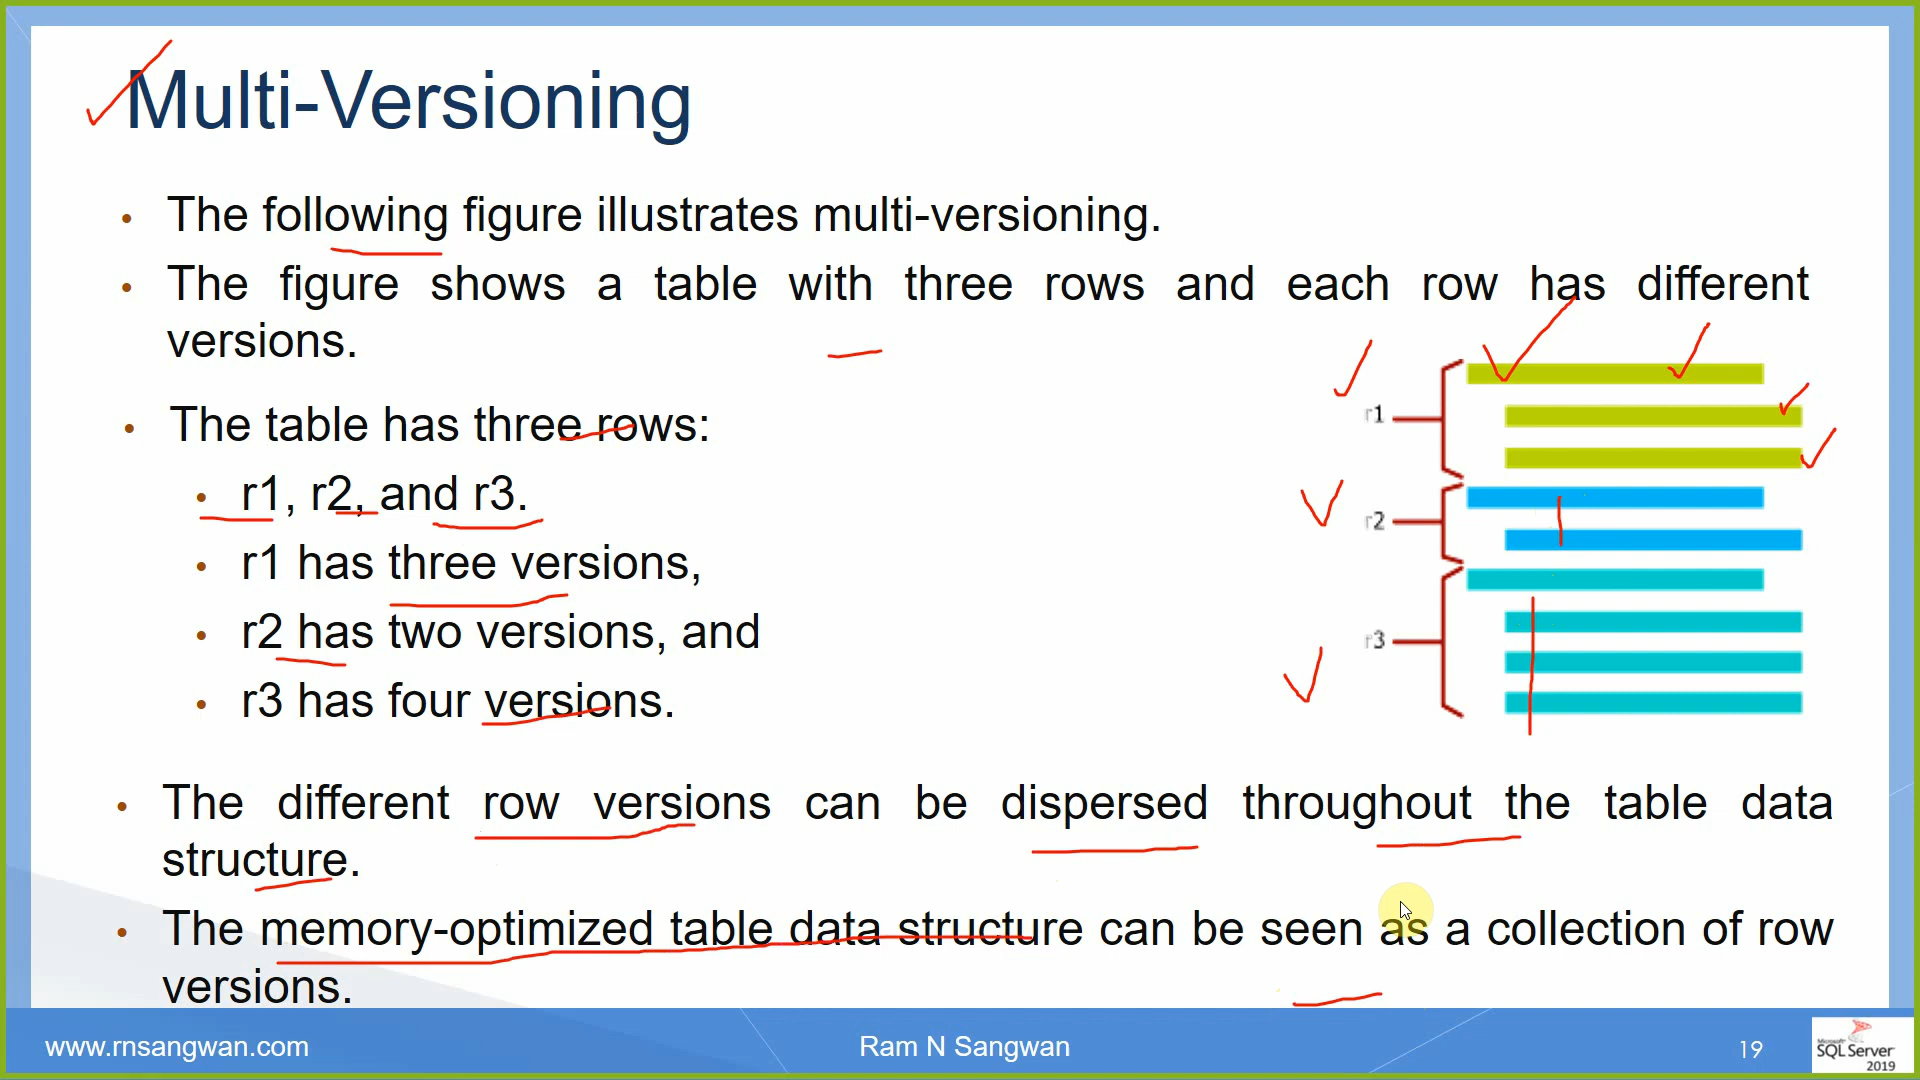 Multi-Versioning
• The following figure illustrates multi-versioning.
• The figure shows a table with three rows and each row has different
versions.
• The table has three rows:
• r1, r2, and r3.
• r1 has three versions,
• r2 has two versions, and
• r3 has four versions.
r1
r2
r3
• The different row versions can be dispersed throughout the table data
structure.
• The memory-optimized table data structure can be seen as a collection of row
versions.
www.rnsangwan.com
Ram N Sangwan
19
Microsoft
SQL Server
2019